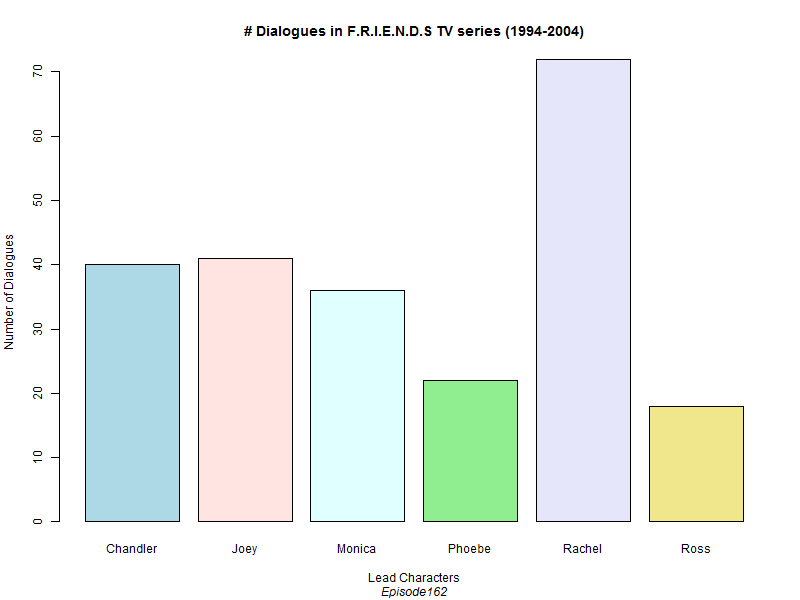 # Dialogues in F.R.I.E.N.D.S TV series (1994-2004)
Number of Dialogues
70
60
50
40
30
20
10
0
Chandler Joey Monica Phoebe Rachel Ross
Lead Characters
Episode162